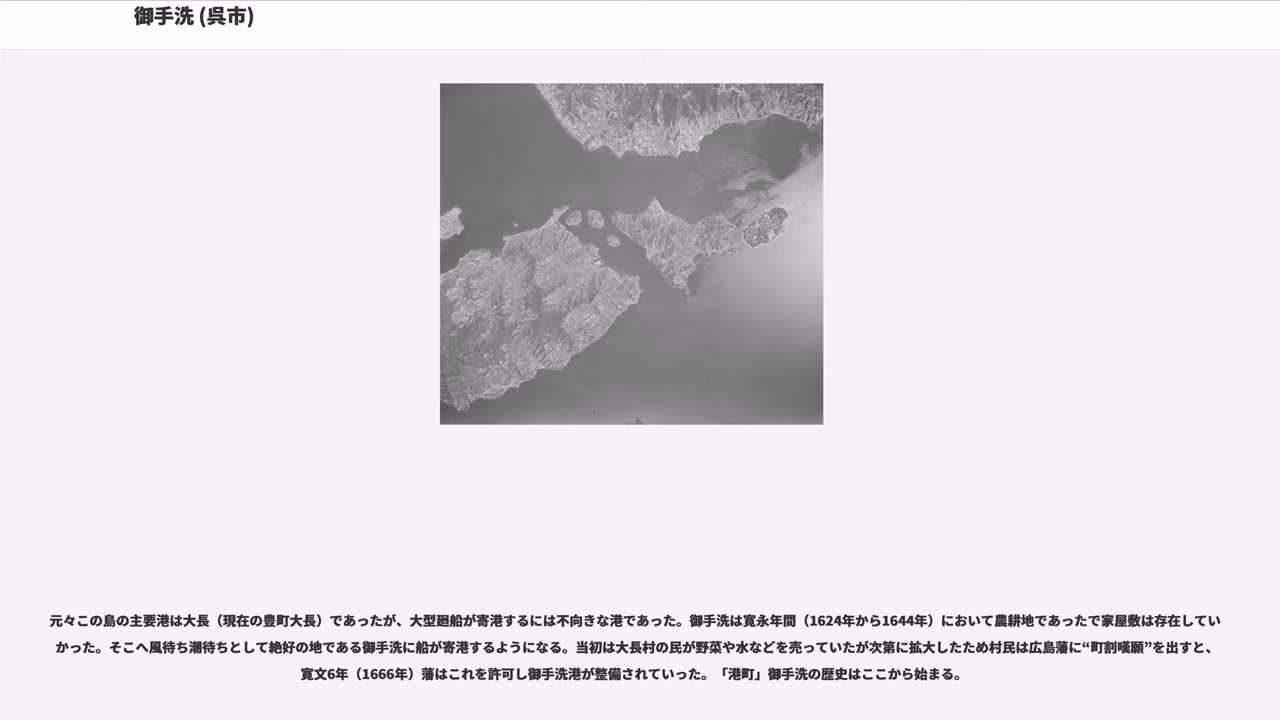 御手洗 (呉市)
元々この島の主要港は大長（現在の豊町大長）であったが、大型廻船が寄港するには不向きな港であった。御手洗は寛永年間（1624年から1644年）において農耕地であったで家屋敷は存在してい
かった。そこへ風待ち潮待ちとして絶好の地である御手洗に船が寄港するようになる。当初は大長村の民が野菜や水などを売っていたが次第に拡大したため村民は広島藩に“町割嘆願”を出すと、
寛文6年（1666年）藩はこれを許可し御手洗港が整備されていった。「港町」御手洗の歴史はここから始まる。